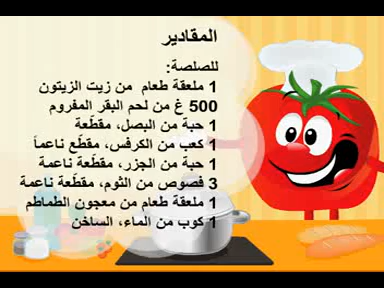 المقادير
للصلصة:
1 ملعقة طعام من زيت الزيتون
500 غ من لحم البقر المفروم
1 حبة من البصل، مقطّعة
1 كعب من الكرفس، مقطّع ناعماً
1 حبة من الجزر، مقطّعة ناعمة
3 فصوص من الثوم، مقطّعة ناعمة
1 ملعقة طعام من معجون الطماطم
1 كوب من الماء، الساخن